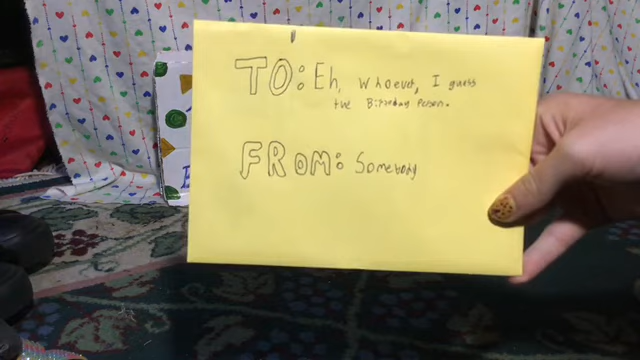 TO: Eh, Whoever, I guess
the Birthday Person.
FROM: Somebody